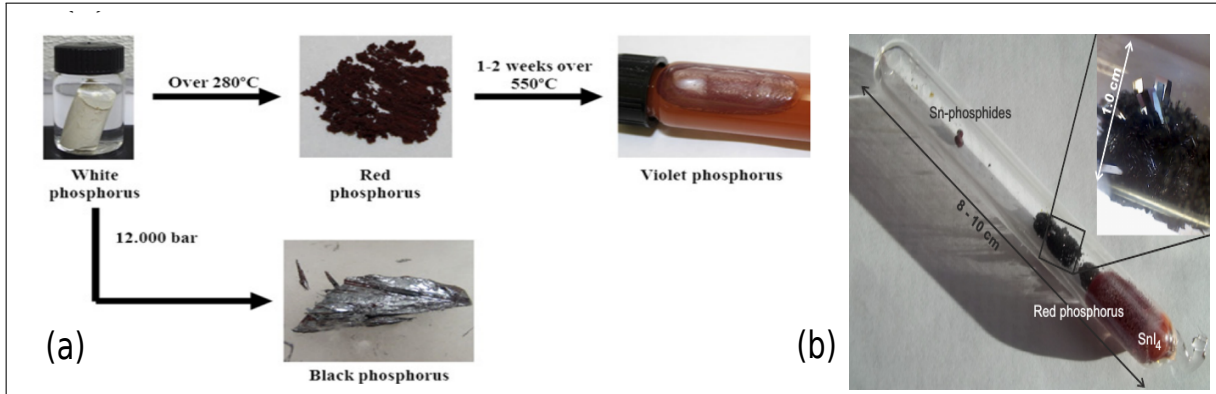 Over 280°C
1-2 weeks over
550°C
White
phosphorus
Red
phosphorus
Violet phosphorus
12.000 bar
Black phosphorus
(a)
1.0 cm
Sn-phosphides
8 - 10 cm
Red phosphorus
SnI₄
(b)